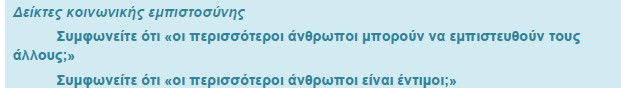 Δείκτες κοινωνικής εμπιστοσύνης
Συμφωνείτε ότι «οι περισσότεροι άνθρωποι μπορούν να εμπιστευθούν τους
άλλους;»
Συμφωνείτε ότι «οι περισσότεροι άνθρωποι είναι έντιμοι;»